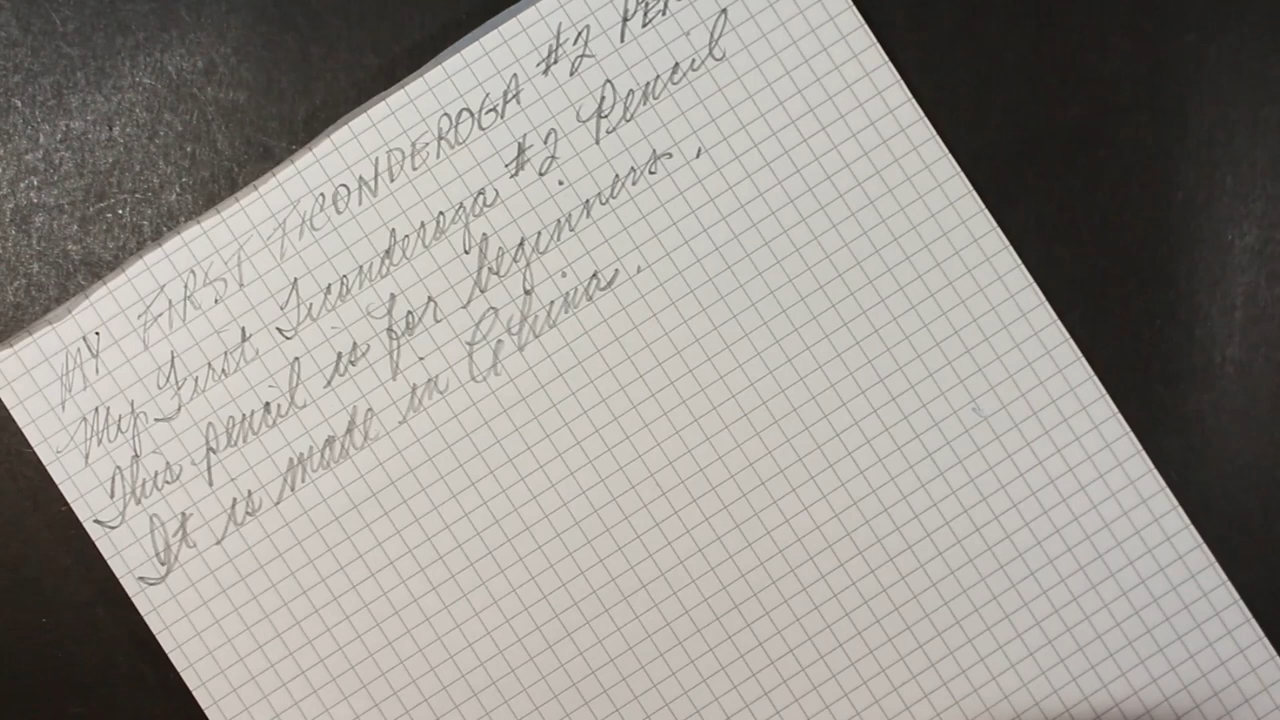 MY FIRST TICONDEROGA #2 PEN
My First Ticonderoga #2 Pencil
This pencil is for beginners.
It is made in China.